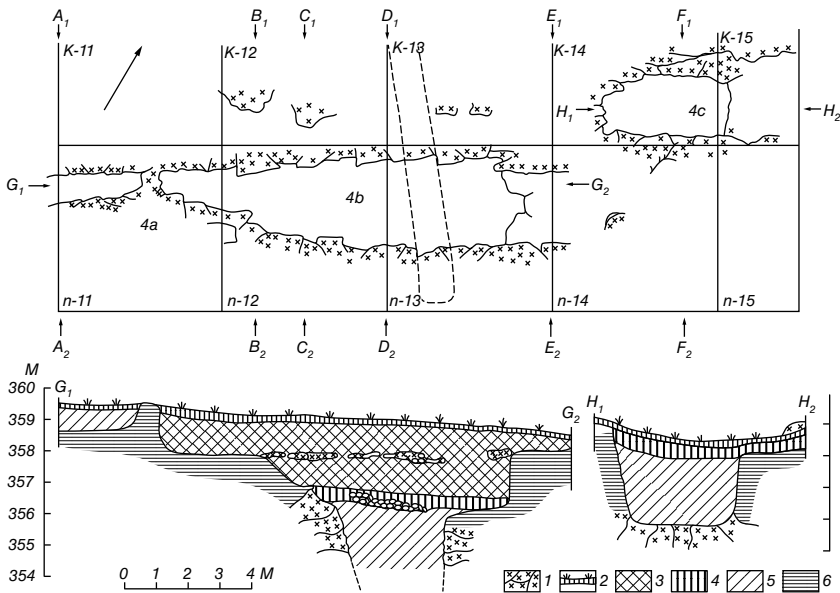 A₁ B₁ C₁ D₁ E₁ F₁
K-11 K-12 K-13 K-14 K-15
H₁ 4c H₂
G₁ 4b G₂
4a
n-11 n-12 n-13 n-14 n-15
A₂ B₂ C₂ D₂ E₂ F₂
M
360 G₁ H₁ H₂
359 G₂
358
357
356
355
354
0 1 2 3 4 M
1 2 3 4 5 6